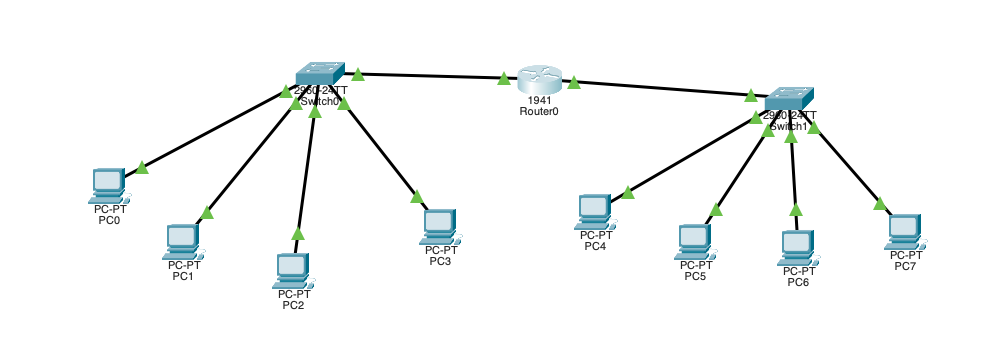 2960-24TT
Switch0
1941
Router0
2960-24TT
Switch1
PC-PT
PC0
PC-PT
PC1
PC-PT
PC2
PC-PT
PC3
PC-PT
PC4
PC-PT
PC5
PC-PT
PC6
PC-PT
PC7